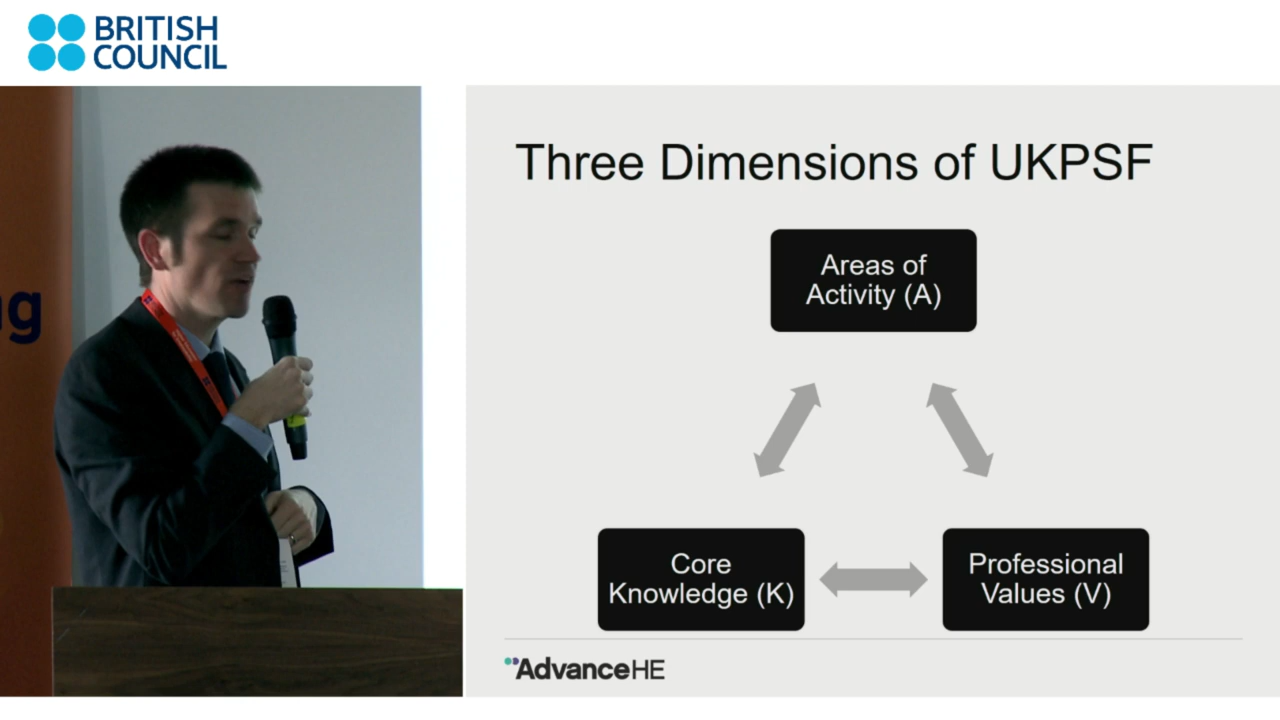 BRITISH
COUNCIL
Three Dimensions of UKPSF
Areas of
Activity (A)
Core
Knowledge (K)
Professional
Values (V)
AdvanceHE